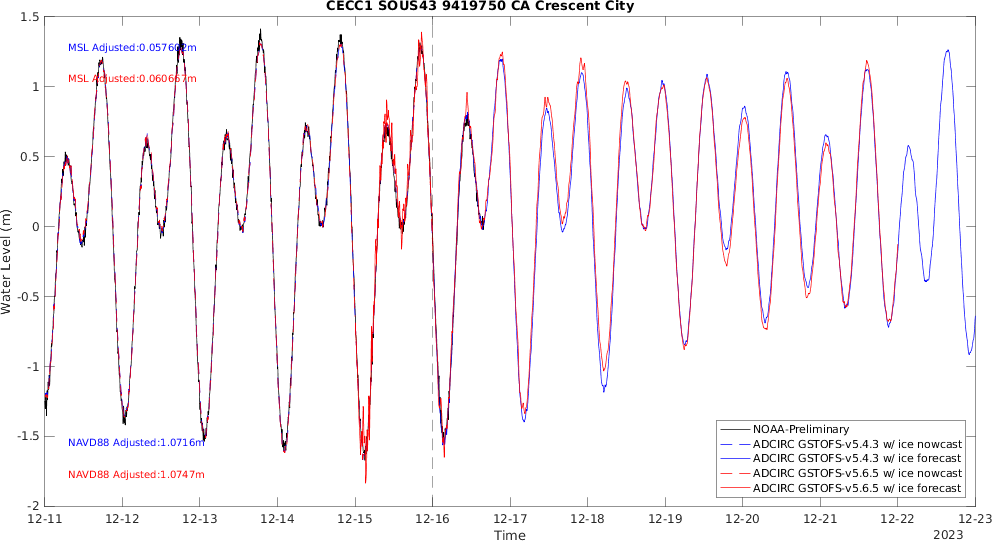 CECC1 SOUS43 9419750 CA Crescent City
1.5
1
0.5
0
-0.5
-1
-1.5
-2
Water Level (m)
MSL Adjusted:0.057602m
MSL Adjusted:0.060667m
NAVD88 Adjusted:1.0716m
NAVD88 Adjusted:1.0747m
NOAA-Preliminary
ADCIRC GSTOFS-v5.4.3 w/ ice nowcast
ADCIRC GSTOFS-v5.4.3 w/ ice forecast
ADCIRC GSTOFS-v5.6.5 w/ ice nowcast
ADCIRC GSTOFS-v5.6.5 w/ ice forecast
12-11 12-12 12-13 12-14 12-15 12-16 12-17 12-18 12-19 12-20 12-21 12-22 12-23
Time
2023